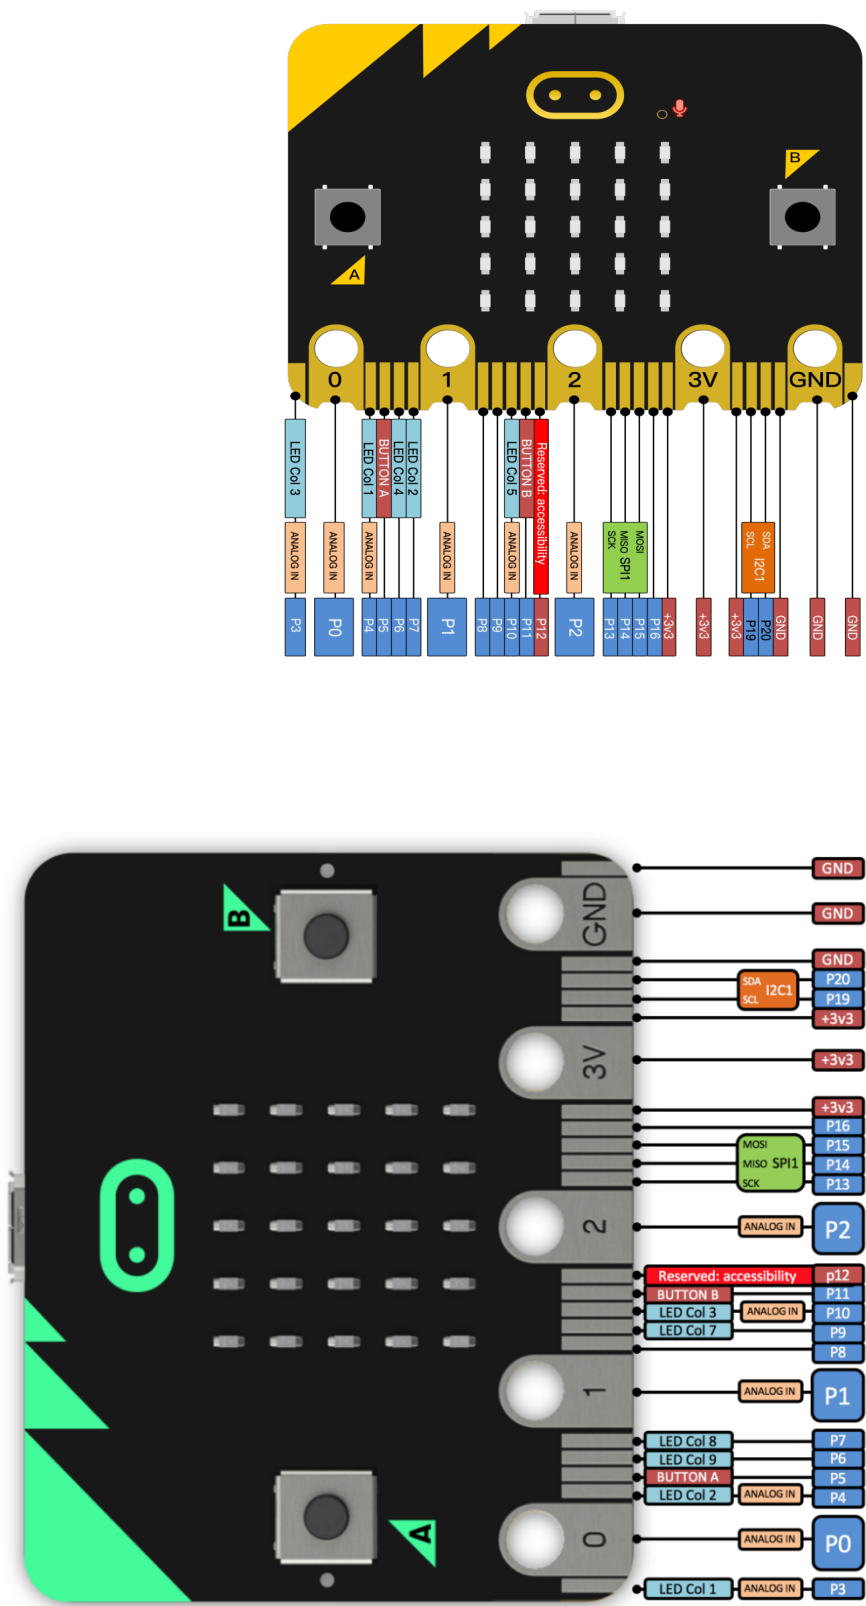 B
A
0 1 2 3V GND
LED Col 3
LED Col 1
BUTTON A
LED Col 4
LED Col 2
LED Col 5
BUTTON B
Reserved: accessibility
ANALOG IN
ANALOG IN
ANALOG IN
ANALOG IN
ANALOG IN
ANALOG IN
SCK
MISO SPI1
MOSI
SCL
SDA I2C1
P3
P0
P4
P5
P6
P7
P1
P8
P9
P10
P11
P12
P2
P13
P14
P15
P16
+3v3
+3v3
+3v3
P19
P20
GND
GND
GND
B
A
GND
3V
2
1
0
GND
GND
GND
SDA I2C1 P20
SCL P19
+3v3
+3v3
+3v3
P16
MOSI P15
MISO SPI1 P14
SCK P13
ANALOG IN P2
Reserved: accessibility p12
BUTTON B P11
LED Col 3 ANALOG IN P10
LED Col 7 P9
P8
ANALOG IN P1
LED Col 8 P7
LED Col 9 P6
BUTTON A P5
LED Col 2 ANALOG IN P4
ANALOG IN P0
LED Col 1 ANALOG IN P3